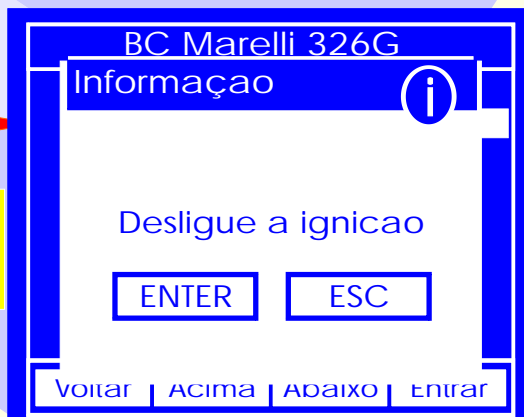 BC Marelli 326G
Informaçao
i
Desligue a ignicao
ENTER ESC
Voltar Acima Abaixo Entrar